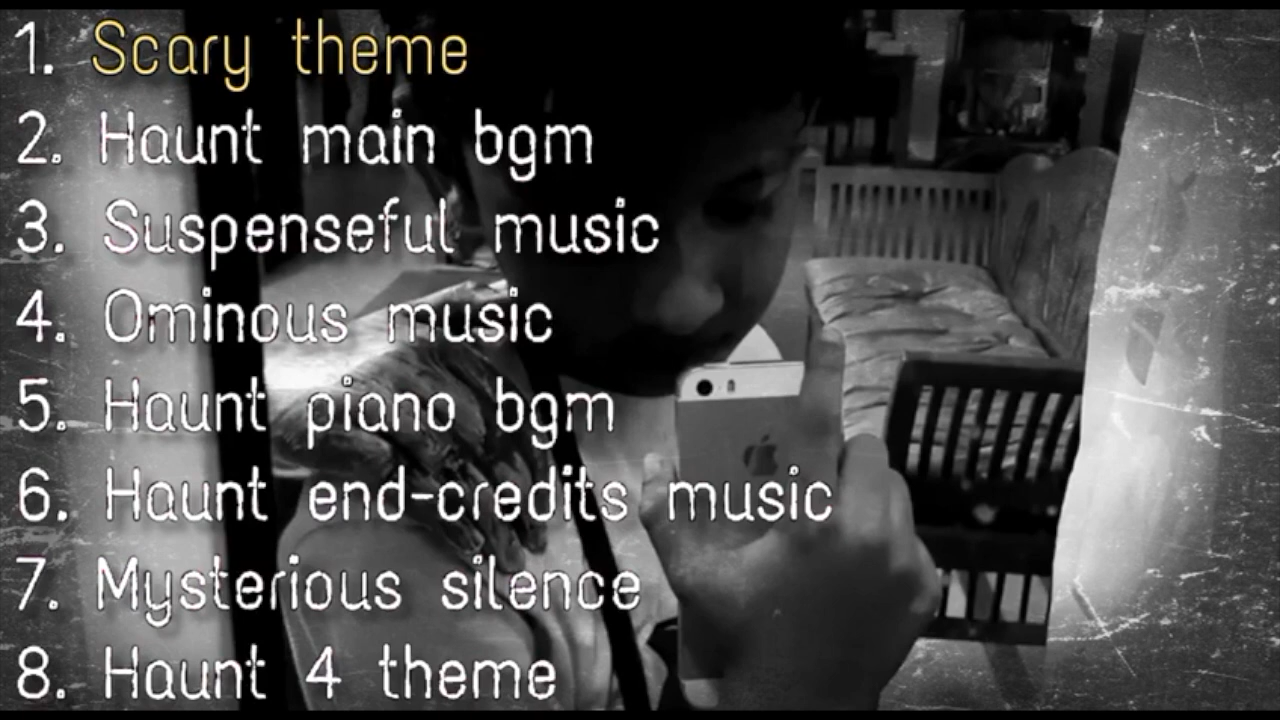 1. Scary theme
2. Haunt main bgm
3. Suspenseful music
4. Ominous music
5. Haunt piano bgm
6. Haunt end-credits music
7. Mysterious silence
8. Haunt 4 theme